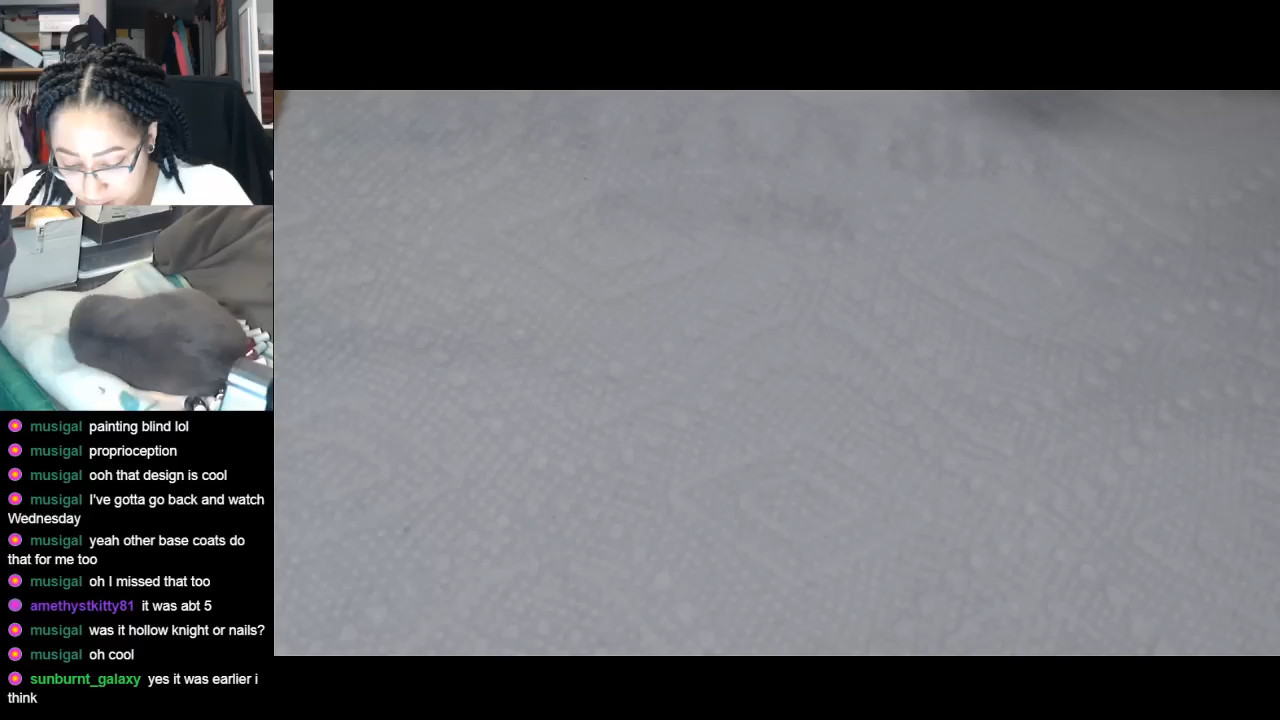 musigal painting blind lol
musigal proprioception
musigal ooh that design is cool
musigal I've gotta go back and watch
Wednesday
musigal yeah other base coats do
that for me too
musigal oh I missed that too
amethystkitty81 it was abt 5
musigal was it hollow knight or nails?
musigal oh cool
sunburnt_galaxy yes it was earlier i
think